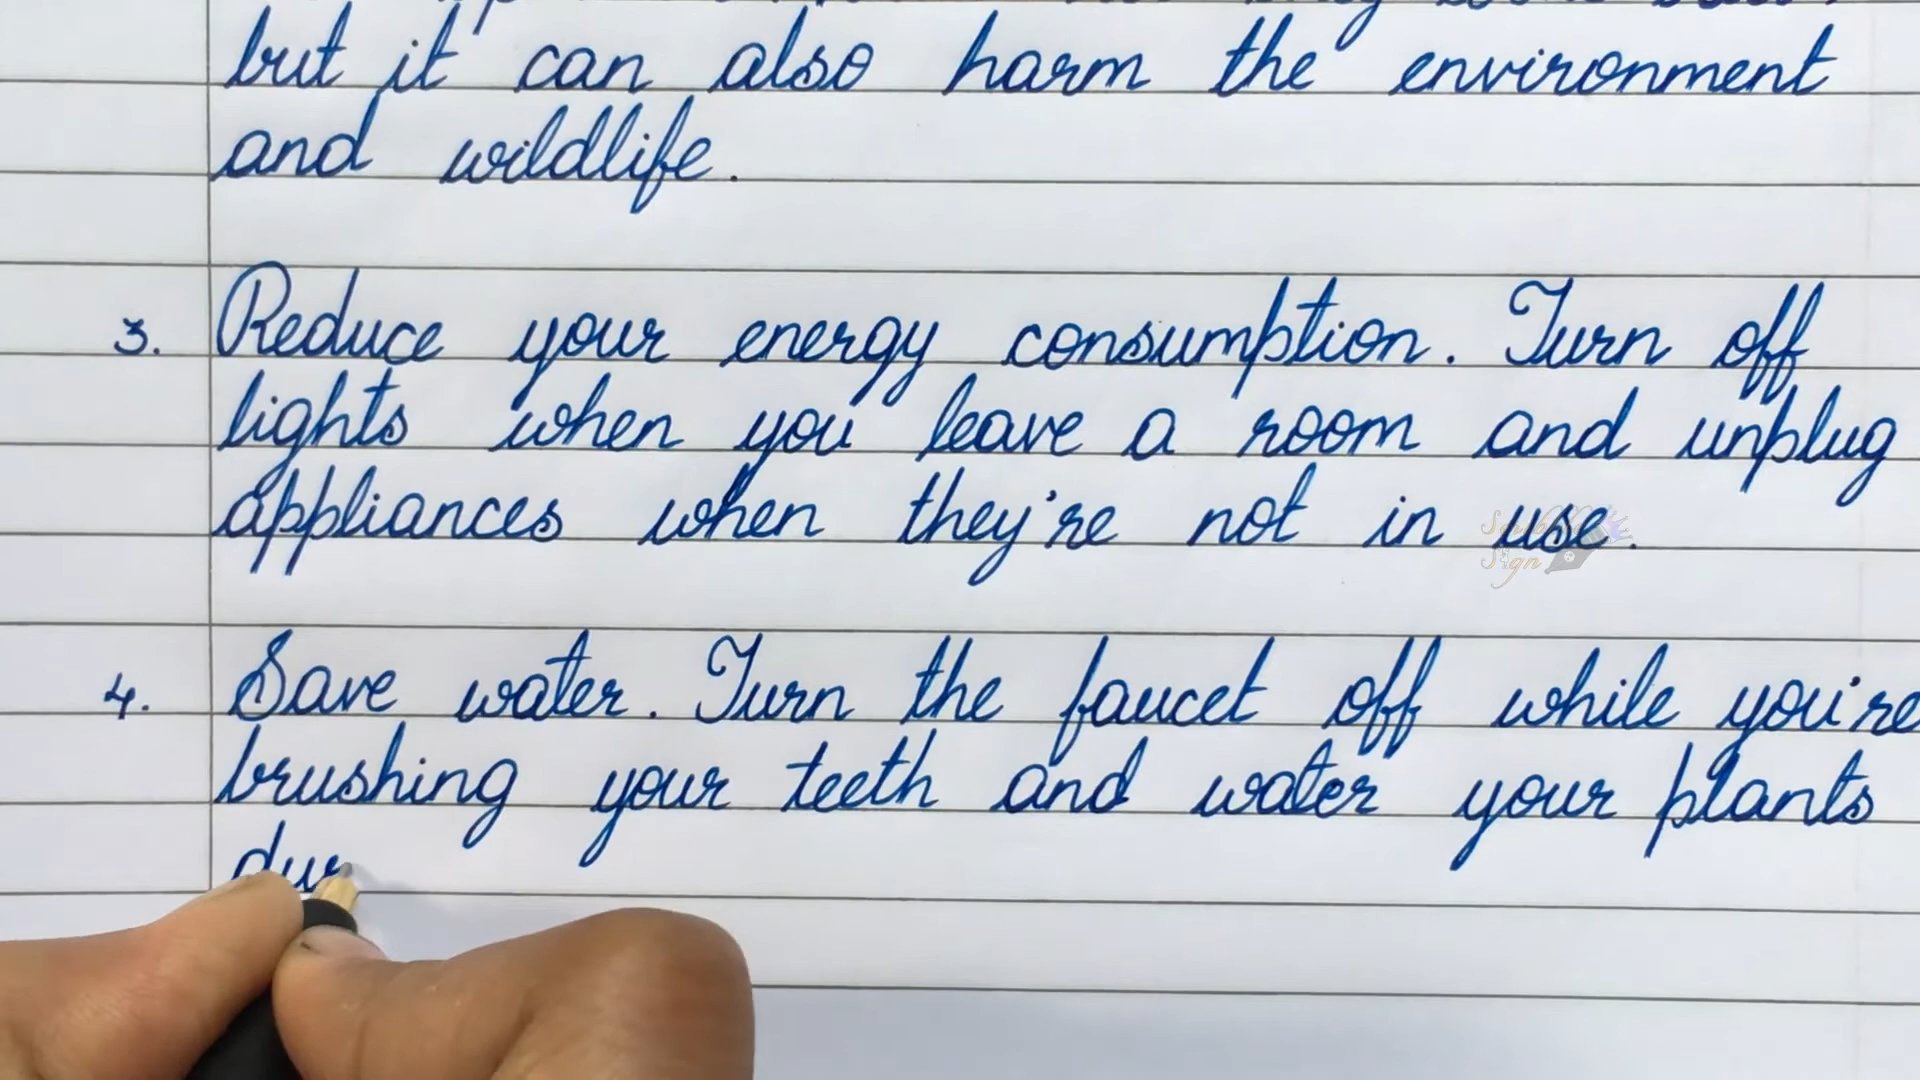 but it can also harm the environment
and wildlife.
3. Reduce your energy consumption. Turn off
lights when you leave a room and unplug
appliances when they're not in use.
4. Save water. Turn the faucet off while you're
brushing your teeth and water your plants
dur